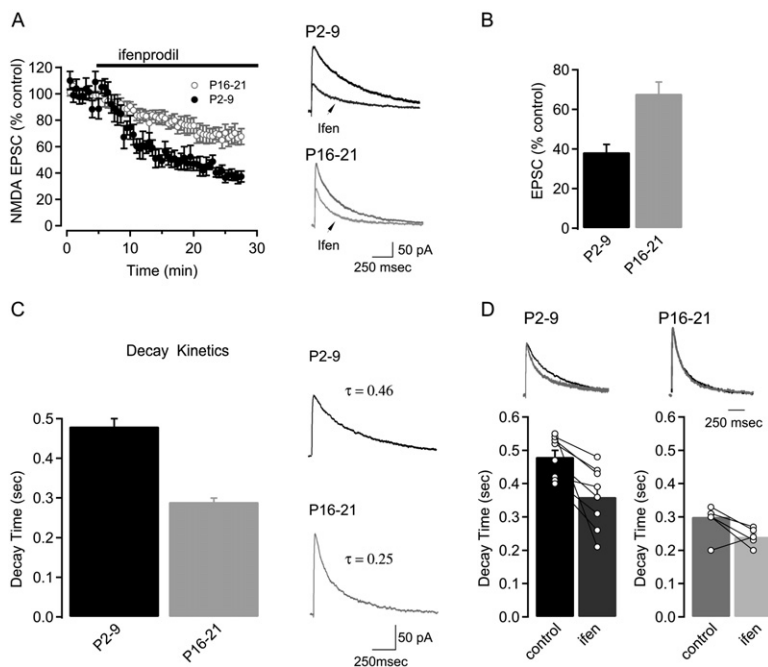 A
ifenprodil
NMDA EPSC (% control)
120
100
80
60
40
20
0
P16-21
P2-9
0
10
20
30
Time (min)
P2-9
Ifen
P16-21
Ifen
50 pA
250 msec
B
EPSC (% control)
80
60
40
20
0
P2-9
P16-21
C
Decay Kinetics
Decay Time (sec)
0.5
0.4
0.3
0.2
0.1
0.0
P2-9
P16-21
P2-9
τ = 0.46
P16-21
τ = 0.25
50 pA
250msec
D
P2-9
P16-21
250 msec
Decay Time (sec)
0.6
0.5
0.4
0.3
0.2
0.1
0.0
control
ifen
Decay Time (sec)
0.6
0.5
0.4
0.3
0.2
0.1
0.0
control
ifen